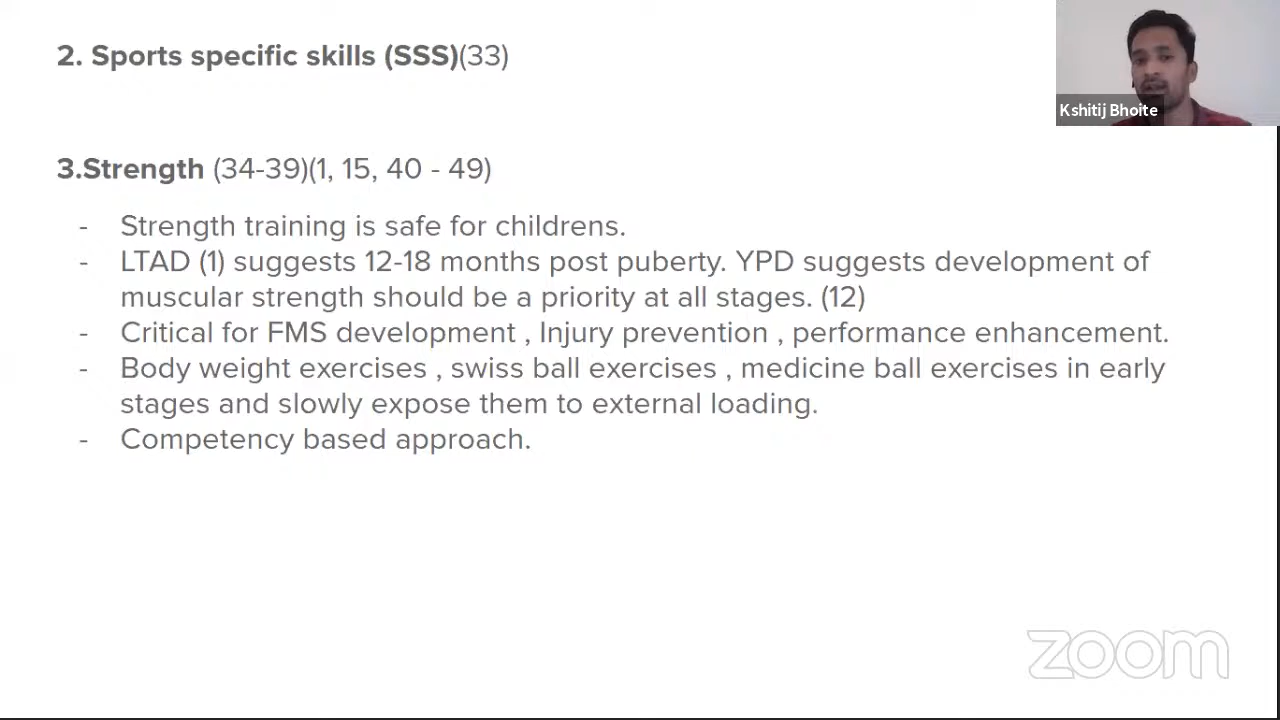 2. Sports specific skills (SSS)(33)
Kshitij Bhoite
3.Strength (34-39)(1, 15, 40 - 49)
- Strength training is safe for childrens.
- LTAD (1) suggests 12-18 months post puberty. YPD suggests development of
muscular strength should be a priority at all stages. (12)
- Critical for FMS development , Injury prevention , performance enhancement.
- Body weight exercises , swiss ball exercises , medicine ball exercises in early
stages and slowly expose them to external loading.
- Competency based approach.
zoom